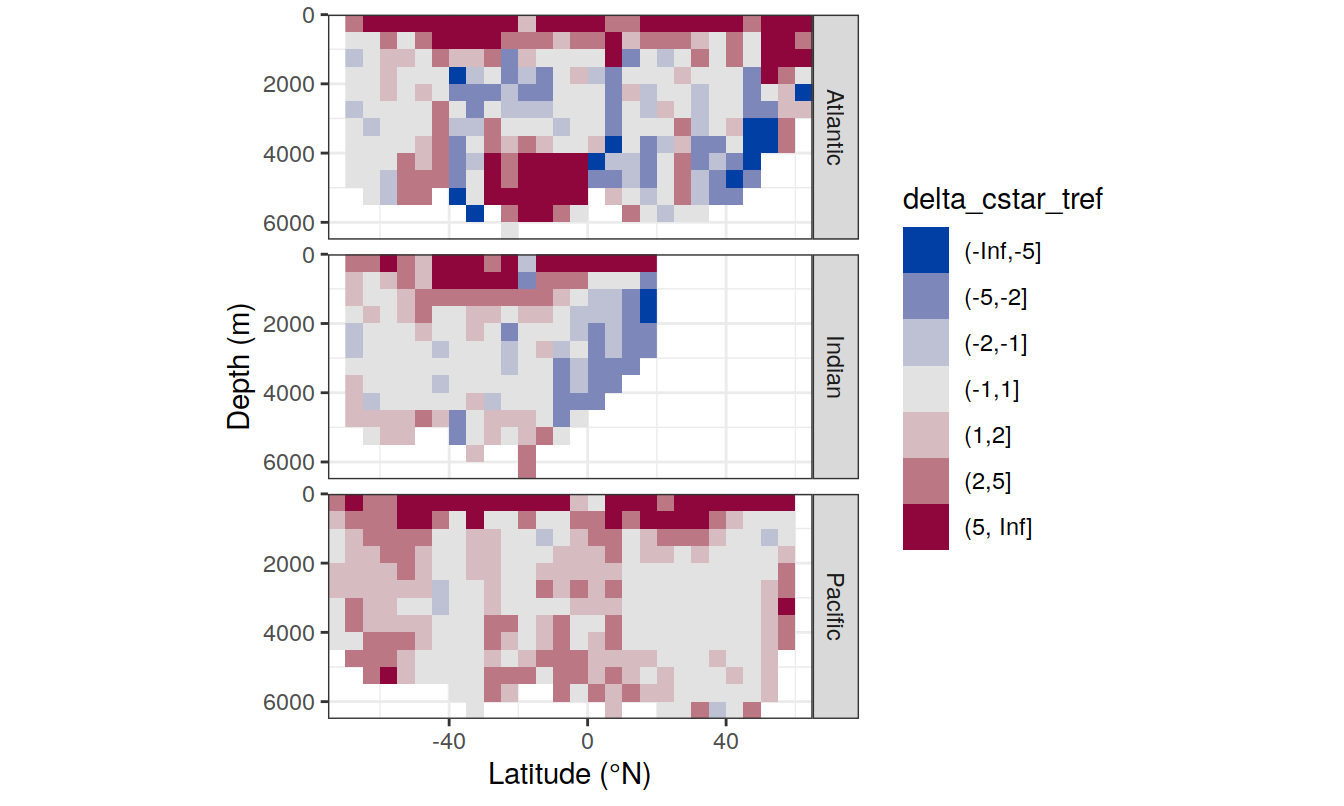 0
2000
4000
6000
Atlantic
0
2000
4000
6000
Indian
0
2000
4000
6000
Pacific
Depth (m)
-40 0 40
Latitude (°N)
delta_cstar_tref
(-Inf,-5]
(-5,-2]
(-2,-1]
(-1,1]
(1,2]
(2,5]
(5, Inf]